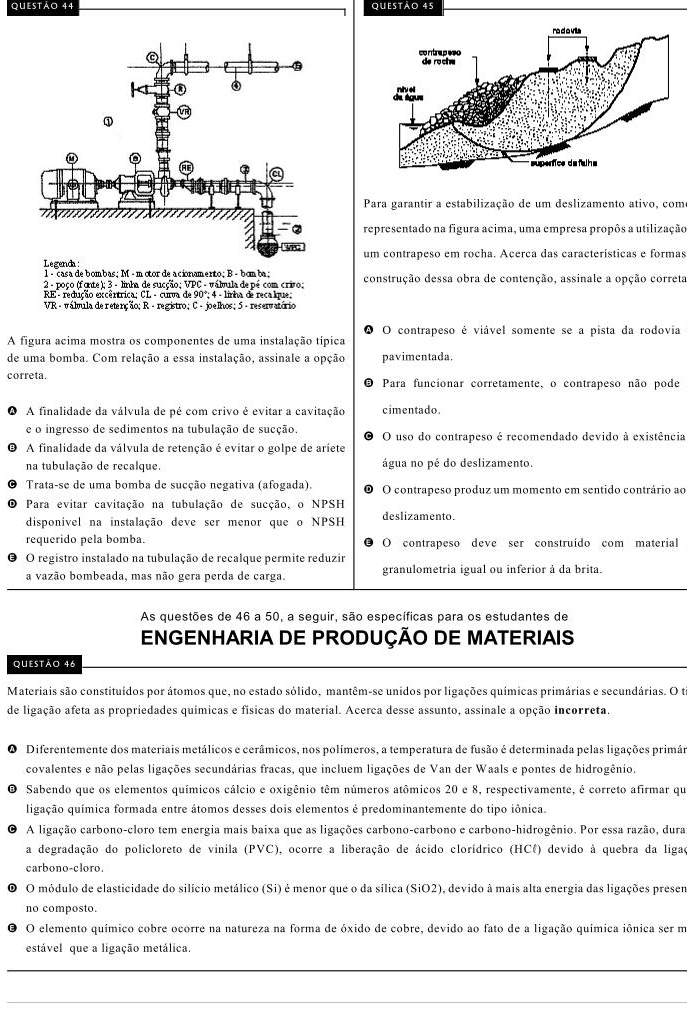 QUESTÃO 44
C
5
4
R
1
VR
M
B
RE
3
CL
2
VPC
Legenda:
1 - casa de bombas; M - motor de acionamento; B - bomba;
2 - poço (fonte); 3 - linha de sucção; VPC - válvula de pé com crivo;
RE - redução excêntrica; CL - curva de 90°; 4 - linha de recalque;
VR - válvula de retenção; R - registro; C - joelhos; 5 - reservatório
A figura acima mostra os componentes de uma instalação típica
de uma bomba. Com relação a essa instalação, assinale a opção
correta.
A A finalidade da válvula de pé com crivo é evitar a cavitação
e o ingresso de sedimentos na tubulação de sucção.
B A finalidade da válvula de retenção é evitar o golpe de aríete
na tubulação de recalque.
C Trata-se de uma bomba de sucção negativa (afogada).
D Para evitar cavitação na tubulação de sucção, o NPSH
disponível na instalação deve ser menor que o NPSH
requerido pela bomba.
E O registro instalado na tubulação de recalque permite reduzir
a vazão bombeada, mas não gera perda de carga.
QUESTÃO 45
rodovia
contrapeso
de rocha
nível
da água
superfície da falha
Para garantir a estabilização de um deslizamento ativo, como
representado na figura acima, uma empresa propôs a utilização
um contrapeso em rocha. Acerca das características e formas
construção dessa obra de contenção, assinale a opção correta
A O contrapeso é viável somente se a pista da rodovia
pavimentada.
B Para funcionar corretamente, o contrapeso não pode
cimentado.
C O uso do contrapeso é recomendado devido à existência
água no pé do deslizamento.
D O contrapeso produz um momento em sentido contrário ao
deslizamento.
E O contrapeso deve ser construído com material
granulometria igual ou inferior à da brita.
As questões de 46 a 50, a seguir, são específicas para os estudantes de
ENGENHARIA DE PRODUÇÃO DE MATERIAIS
QUESTÃO 46
Materiais são constituídos por átomos que, no estado sólido, mantêm-se unidos por ligações químicas primárias e secundárias. O ti
de ligação afeta as propriedades químicas e físicas do material. Acerca desse assunto, assinale a opção incorreta.
A Diferentemente dos materiais metálicos e cerâmicos, nos polímeros, a temperatura de fusão é determinada pelas ligações primár
covalentes e não pelas ligações secundárias fracas, que incluem ligações de Van der Waals e pontes de hidrogênio.
B Sabendo que os elementos químicos cálcio e oxigênio têm números atômicos 20 e 8, respectivamente, é correto afirmar qu
ligação química formada entre átomos desses dois elementos é predominantemente do tipo iônica.
C A ligação carbono-cloro tem energia mais baixa que as ligações carbono-carbono e carbono-hidrogênio. Por essa razão, dura
a degradação do policloreto de vinila (PVC), ocorre a liberação de ácido clorídrico (HCℓ) devido à quebra da ligaç
carbono-cloro.
D O módulo de elasticidade do silício metálico (Si) é menor que o da sílica (SiO2), devido à mais alta energia das ligações presen
no composto.
E O elemento químico cobre ocorre na natureza na forma de óxido de cobre, devido ao fato de a ligação química iônica ser m
estável que a ligação metálica.